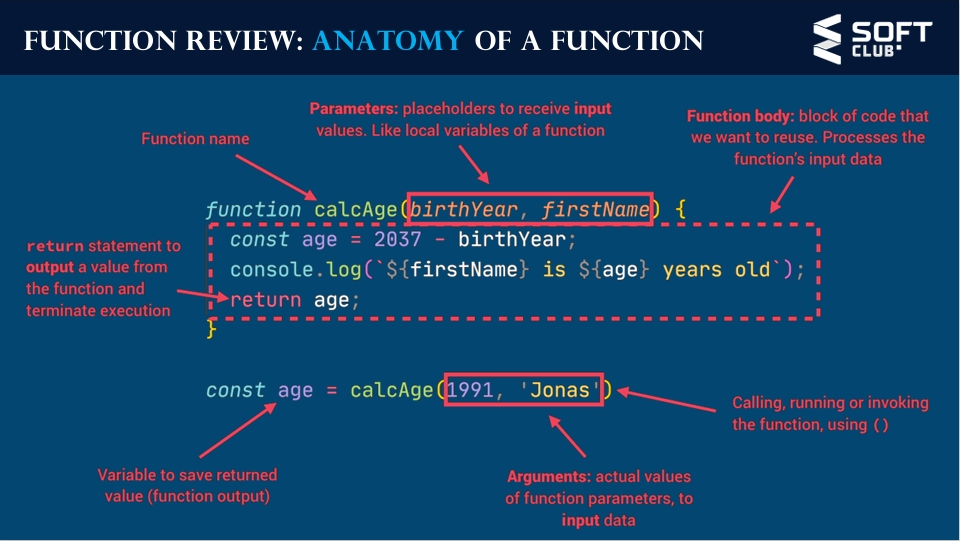 FUNCTION REVIEW: ANATOMY OF A FUNCTION
SOFT
CLUB
Parameters: placeholders to receive input
values. Like local variables of a function
Function name
Function body: block of code that
we want to reuse. Processes the
function's input data
function calcAge(birthYear, firstName) {
const age = 2037 - birthYear;
console.log(`${firstName} is ${age} years old`);
return age;
}
return statement to
output a value from
the function and
terminate execution
const age = calcAge(1991, 'Jonas')
Calling, running or invoking
the function, using ()
Variable to save returned
value (function output)
Arguments: actual values
of function parameters, to
input data